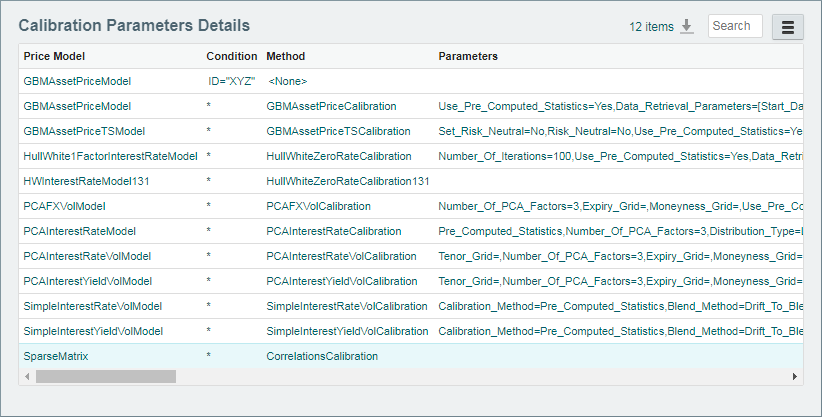 Calibration Parameters Details
12 items
Search
Price Model Condition Method Parameters
GBMAssetPriceModel ID="XYZ" <None>
GBMAssetPriceModel * GBMAssetPriceCalibration Use_Pre_Computed_Statistics=Yes,Data_Retrieval_Parameters=[Start_Da
GBMAssetPriceTSModel * GBMAssetPriceTSCalibration Set_Risk_Neutral=No,Risk_Neutral=No,Use_Pre_Computed_Statistics=Ye
HullWhite1FactorInterestRateModel * HullWhiteZeroRateCalibration Number_Of_Iterations=100,Use_Pre_Computed_Statistics=Yes,Data_Retri
HWInterestRateModel131 * HullWhiteZeroRateCalibration131
PCAFXVolModel * PCAFXVolCalibration Number_Of_PCA_Factors=3,Expiry_Grid=,Moneyness_Grid=,Use_Pre_Co
PCAInterestRateModel * PCAInterestRateCalibration Pre_Computed_Statistics,Number_Of_PCA_Factors=3,Distribution_Type=
PCAInterestRateVolModel * PCAInterestRateVolCalibration Tenor_Grid=,Number_Of_PCA_Factors=3,Expiry_Grid=,Moneyness_Grid=
PCAInterestYieldVolModel * PCAInterestYieldVolCalibration Tenor_Grid=,Number_Of_PCA_Factors=3,Expiry_Grid=,Moneyness_Grid=
SimpleInterestRateVolModel * SimpleInterestRateVolCalibration Calibration_Method=Pre_Computed_Statistics,Blend_Method=Drift_To_Ble
SimpleInterestYieldVolModel * SimpleInterestYieldVolCalibration Calibration_Method=Pre_Computed_Statistics,Blend_Method=Drift_To_Ble
SparseMatrix * CorrelationsCalibration